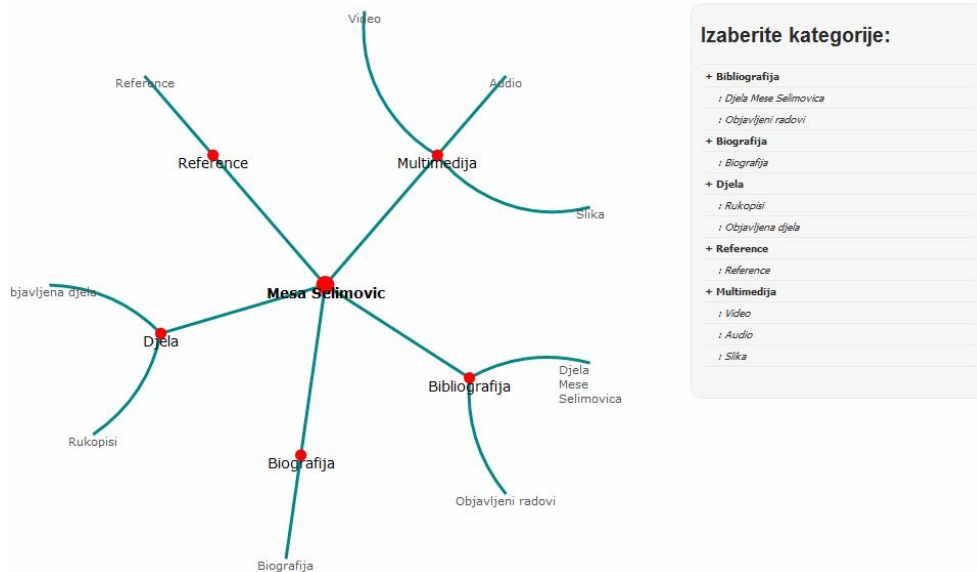 Video
Reference
Audio
Reference
Multimedija
Slika
Mesa Selimovic
bjavljena djela
Djela
Djela
Mese
Selimovica
Bibliografija
Rukopisi
Biografija
Objavljeni radovi
Biografija
Izaberite kategorije:
+ Bibliografija
: Djela Mese Selimovica
: Objavljeni radovi
+ Biografija
: Biografija
+ Djela
: Rukopisi
: Objavljena djela
+ Reference
: Reference
+ Multimedija
: Video
: Audio
: Slika